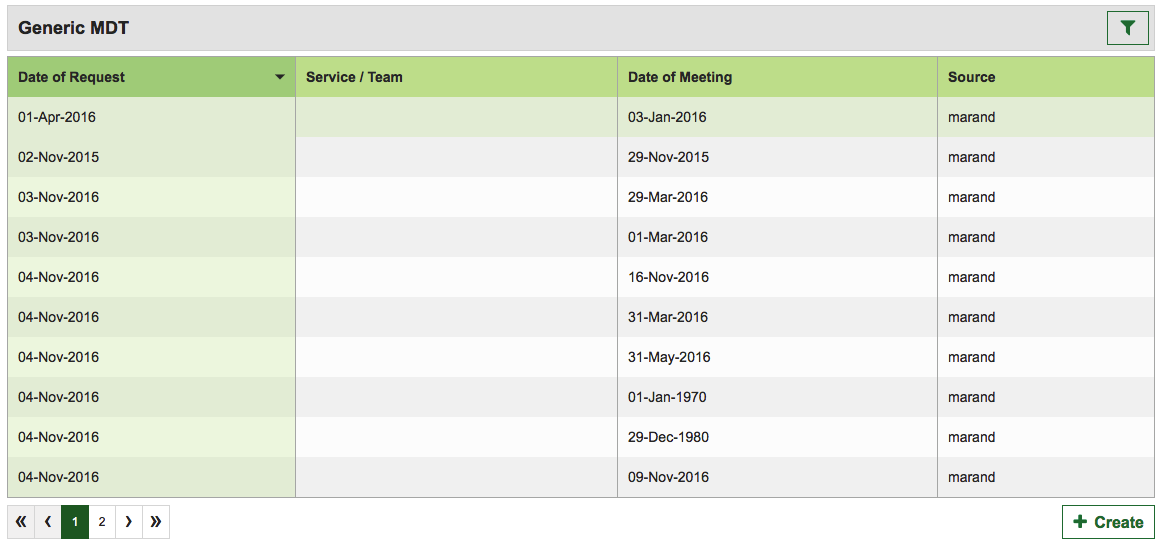 Generic MDT
Date of Request Service / Team Date of Meeting Source
01-Apr-2016 03-Jan-2016 marand
02-Nov-2015 29-Nov-2015 marand
03-Nov-2016 29-Mar-2016 marand
03-Nov-2016 01-Mar-2016 marand
04-Nov-2016 16-Nov-2016 marand
04-Nov-2016 31-Mar-2016 marand
04-Nov-2016 31-May-2016 marand
04-Nov-2016 01-Jan-1970 marand
04-Nov-2016 29-Dec-1980 marand
04-Nov-2016 09-Nov-2016 marand
« ‹ 1 2 › » + Create